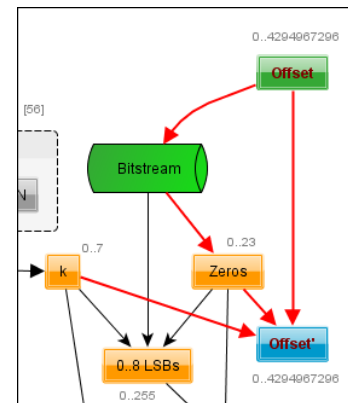 0..4294967296
Offset
[56]
Bitstream
N
0..7
0..23
k
Zeros
Offset'
0..8 LSBs
0..4294967296
0..255